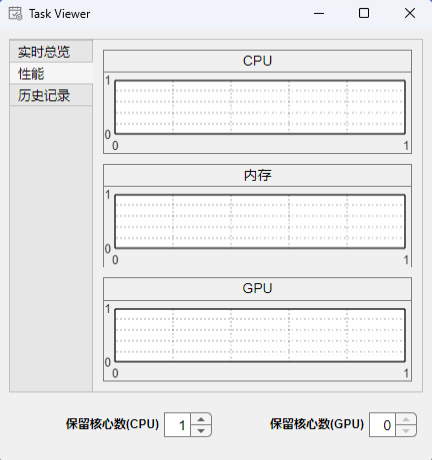 Task Viewer
实时总览
性能
历史记录
CPU
1
0
0 1
内存
1
0
0 1
GPU
1
0
0 1
保留核心数(CPU) 1 保留核心数(GPU) 0